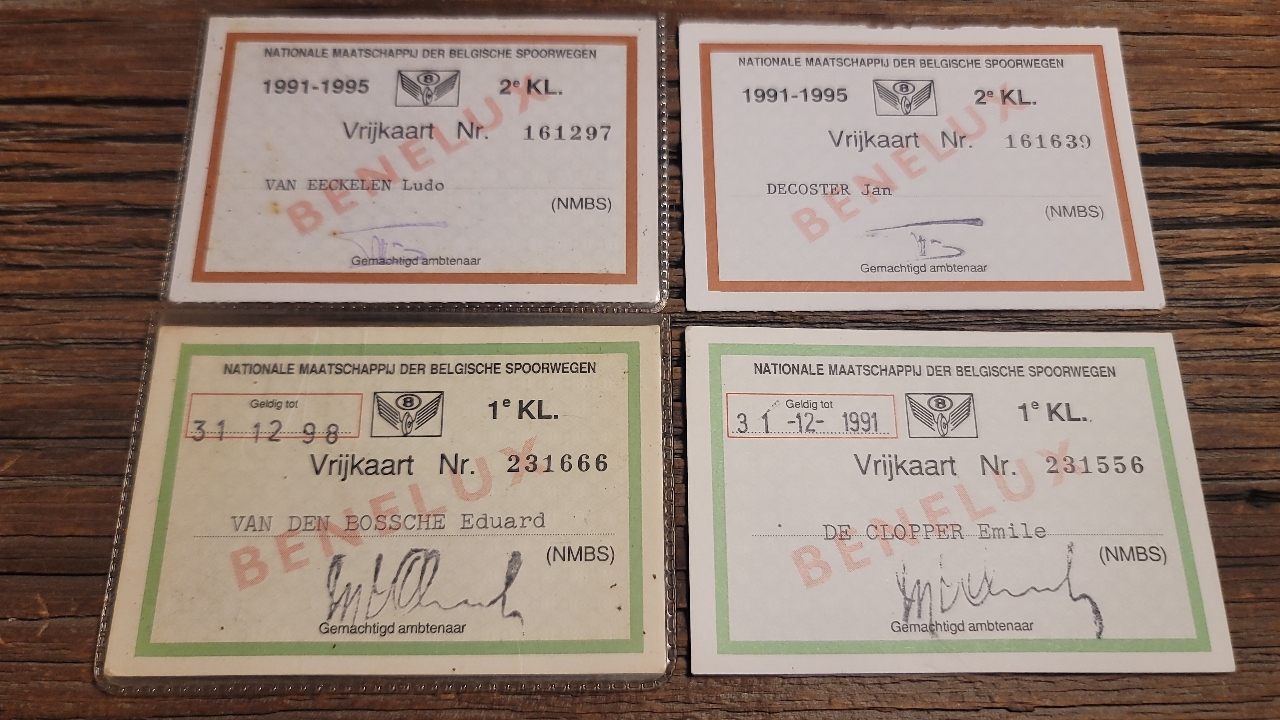 NATIONALE MAATSCHAPPIJ DER BELGISCHE SPOORWEGEN
1991-1995 B 2e KL.
Vrijkaart Nr. 161297
VAN EECKELEN Ludo
BENELUX
(NMBS)
Gemachtigd ambtenaar
NATIONALE MAATSCHAPPIJ DER BELGISCHE SPOORWEGEN
1991-1995 B 2e KL.
Vrijkaart Nr. 161639
DECOSTER Jan
BENELUX
(NMBS)
Gemachtigd ambtenaar
NATIONALE MAATSCHAPPIJ DER BELGISCHE SPOORWEGEN
Geldig tot
31 12 98 B 1e KL.
Vrijkaart Nr. 231666
VAN DEN BOSSCHE Eduard
BENELUX
(NMBS)
Gemachtigd ambtenaar
NATIONALE MAATSCHAPPIJ DER BELGISCHE SPOORWEGEN
Geldig tot
31 -12- 1991 B 1e KL.
Vrijkaart Nr. 231556
DE CLOPPER Emile
BENELUX
(NMBS)
Gemachtigd ambtenaar